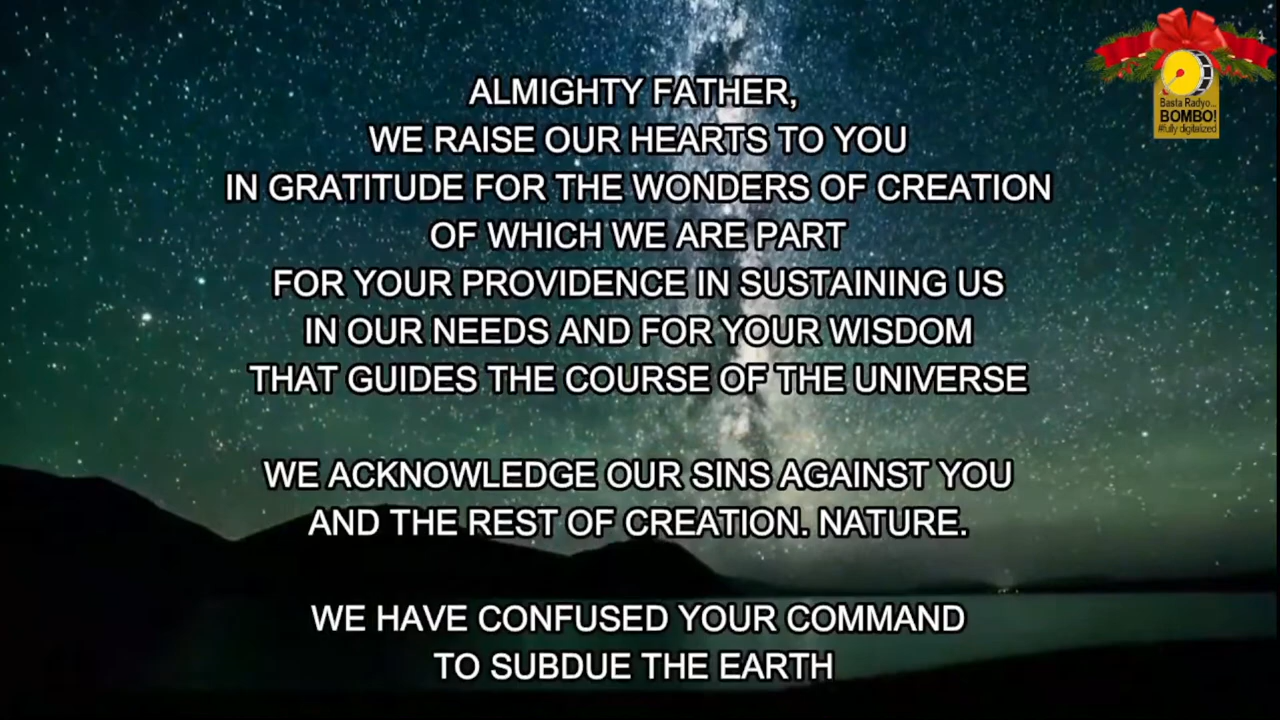 ALMIGHTY FATHER,
WE RAISE OUR HEARTS TO YOU
IN GRATITUDE FOR THE WONDERS OF CREATION
OF WHICH WE ARE PART
FOR YOUR PROVIDENCE IN SUSTAINING US
IN OUR NEEDS AND FOR YOUR WISDOM
THAT GUIDES THE COURSE OF THE UNIVERSE
WE ACKNOWLEDGE OUR SINS AGAINST YOU
AND THE REST OF CREATION. NATURE.
WE HAVE CONFUSED YOUR COMMAND
TO SUBDUE THE EARTH
Basta Radyo...
BOMBO!
#fully digitalized